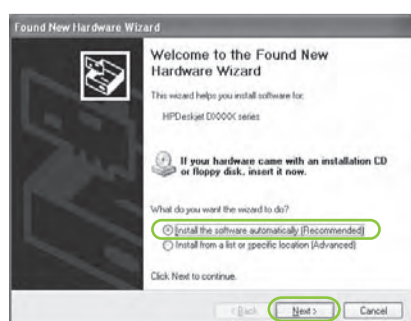 Found New Hardware Wizard
Welcome to the Found New
Hardware Wizard
This wizard helps you install software for:
HPDeskjet DXXXX series
If your hardware came with an installation CD
or floppy disk, insert it now.
What do you want the wizard to do?
Install the software automatically (Recommended)
Install from a list or specific location (Advanced)
Click Next to continue.
< Back
Next >
Cancel